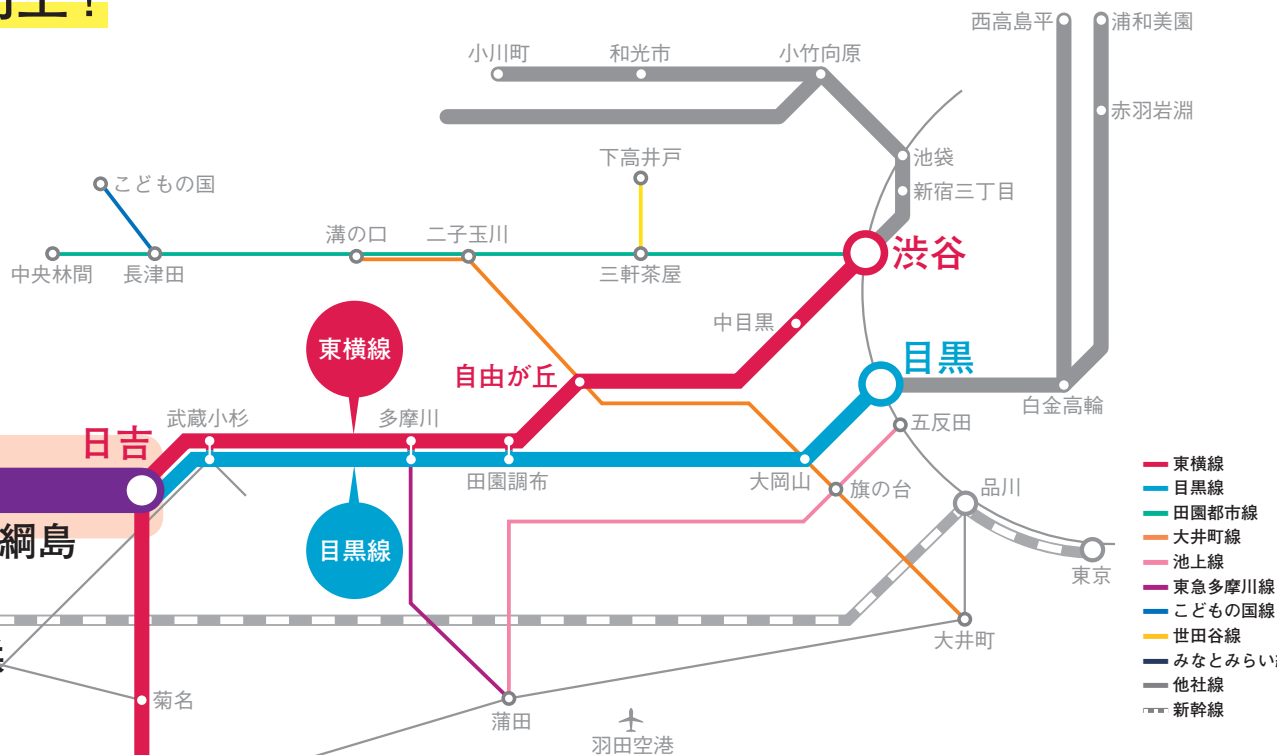 上！
西高島平
浦和美園
小川町
和光市
小竹向原
赤羽岩淵
下高井戸
池袋
こどもの国
新宿三丁目
溝の口
二子玉川
渋谷
中央林間
長津田
三軒茶屋
中目黒
東横線
目黒
自由が丘
白金高輪
武蔵小杉
多摩川
五反田
日吉
田園調布
大岡山
旗の台
品川
綱島
目黒線
東京
大井町
菊名
蒲田
羽田空港
東横線
目黒線
田園都市線
大井町線
池上線
東急多摩川線
こどもの国線
世田谷線
みなとみらい
他社線
新幹線